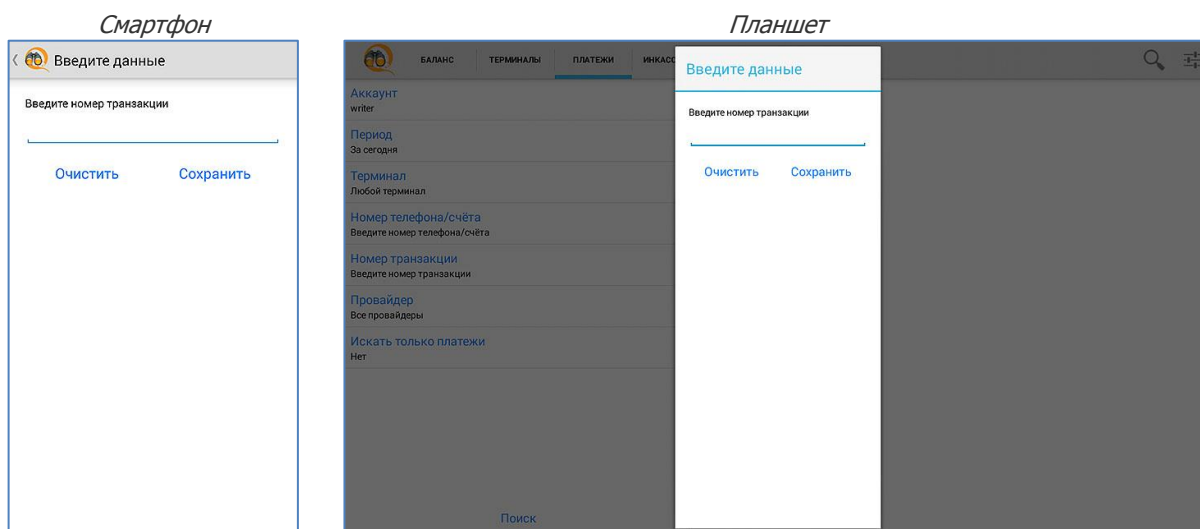 Смартфон
Планшет
Введите данные
Введите номер транзакции
Очистить Сохранить
БАЛАНС ТЕРМИНАЛЫ ПЛАТЕЖИ ИНКАСС
Аккаунт
writer
Период
За сегодня
Терминал
Любой терминал
Номер телефона/счёта
Введите номер телефона/счёта
Номер транзакции
Введите номер транзакции
Провайдер
Все провайдеры
Искать только платежи
Нет
Поиск
Введите данные
Введите номер транзакции
Очистить Сохранить